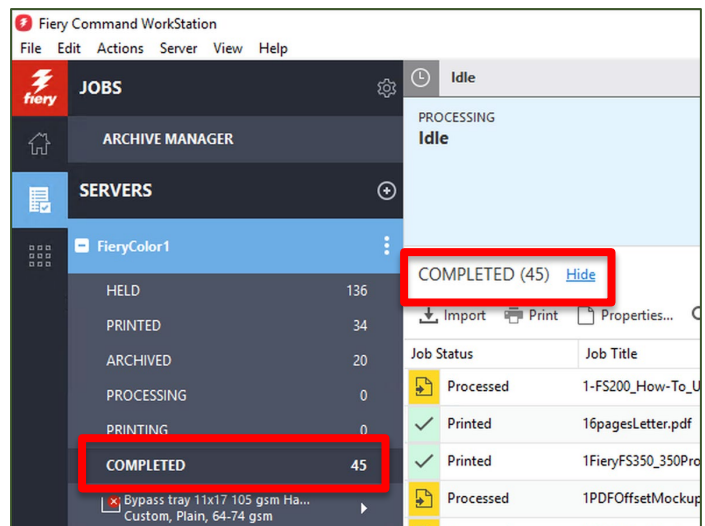 Fiery Command WorkStation
File Edit Actions Server View Help
fiery
JOBS
ARCHIVE MANAGER
SERVERS
FieryColor1
HELD 136
PRINTED 34
ARCHIVED 20
PROCESSING 0
PRINTING 0
COMPLETED 45
Bypass tray 11x17 105 gsm Ha...
Custom, Plain, 64-74 gsm
Idle
PROCESSING
Idle
COMPLETED (45) Hide
Import Print Properties...
Job Status Job Title
Processed 1-FS200_How-To_U
Printed 16pagesLetter.pdf
Printed 1FieryFS350_350Pro
Processed 1PDFOffsetMockup